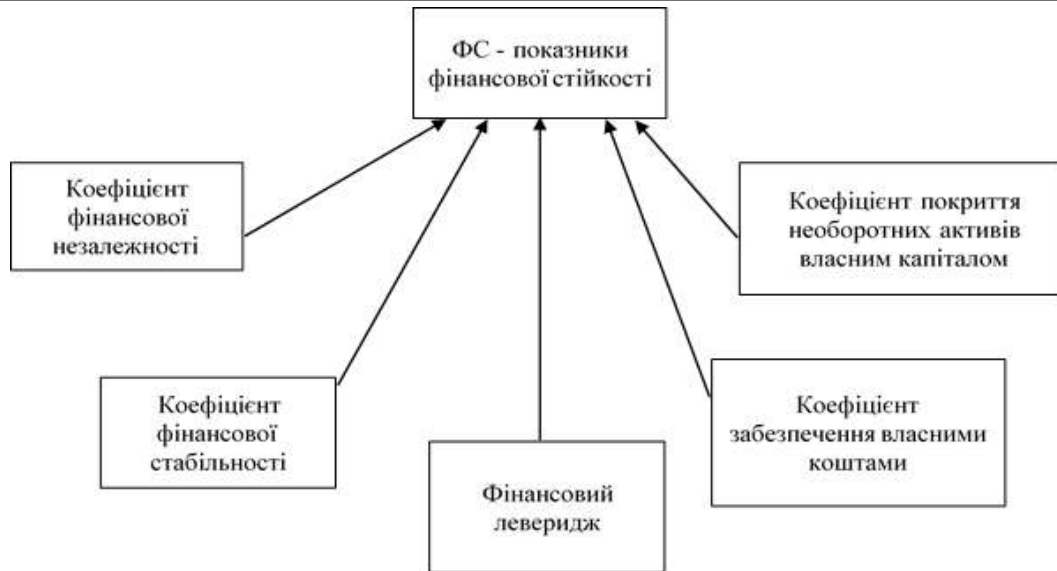 ФС - показники
фінансової стійкості
Коефіцієнт
фінансової
незалежності
Коефіцієнт покриття
необоротних активів
власним капіталом
Коефіцієнт
фінансової
стабільності
Коефіцієнт
забезпечення власними
коштами
Фінансовий
леверидж